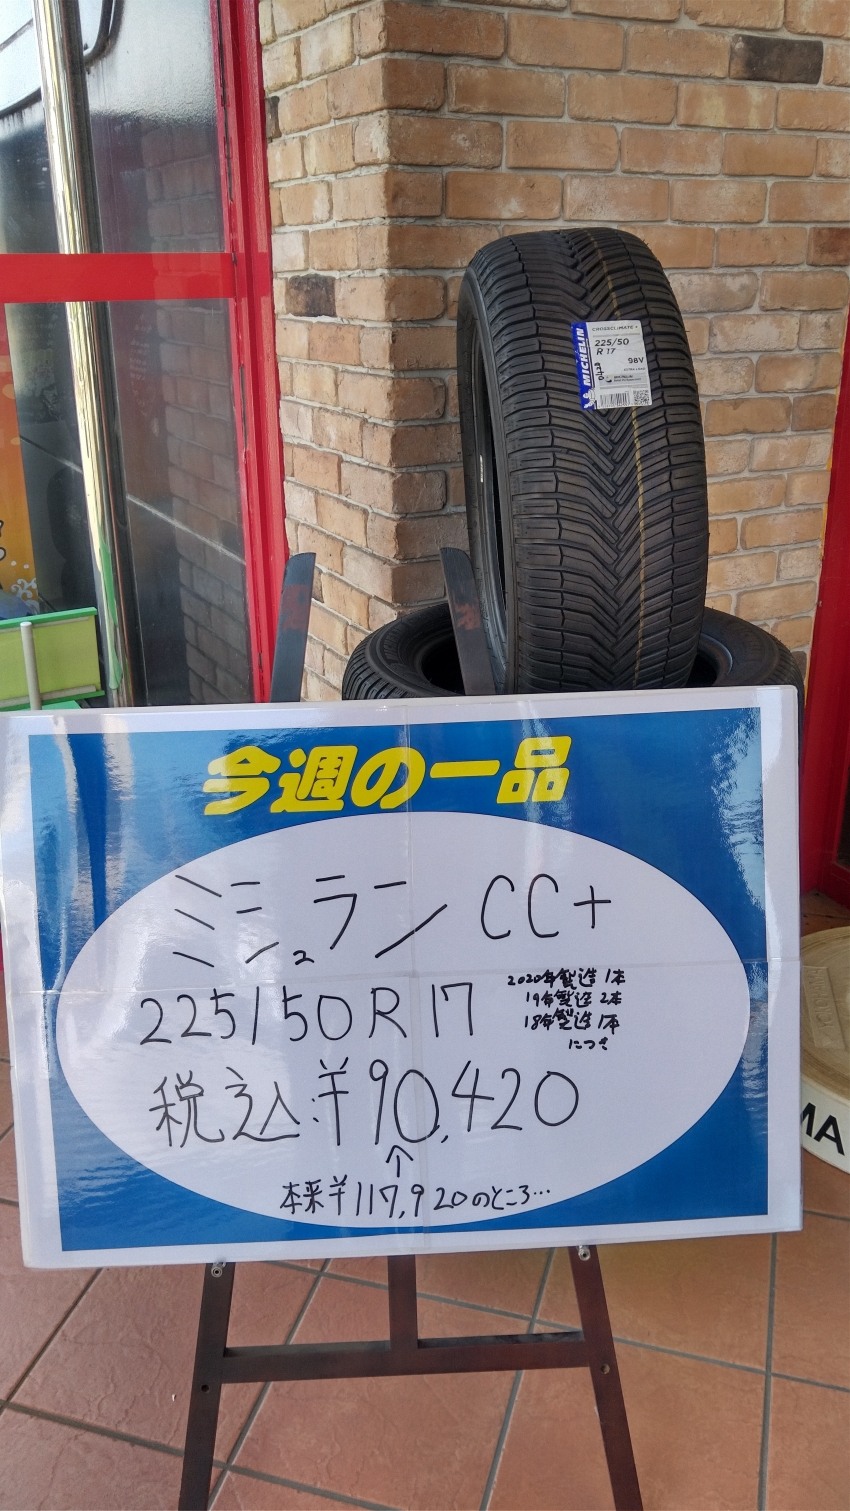 CROSSCLIMATE +
MICHELIN
225/50
R 17
98V
今週の一品
ミシュラン CC+
225/50R17
2020年製造 1本
19年製造 2本
18年製造 1本
につき
税込¥90,420
↑
本来¥117,920のところ…
MA